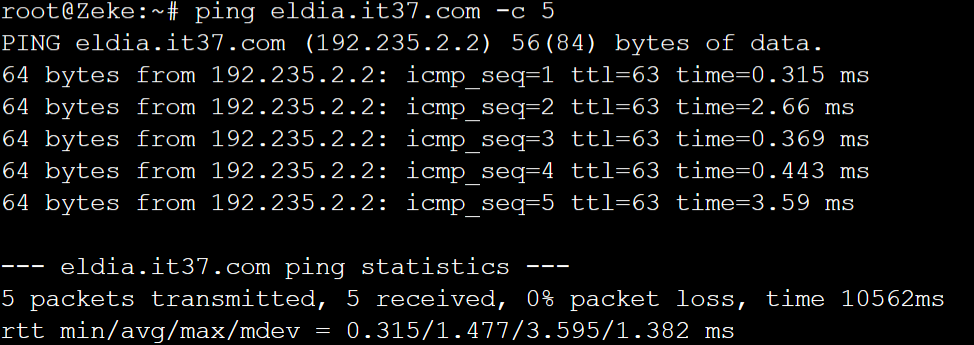 root@Zeke:~# ping eldia.it37.com -c 5
PING eldia.it37.com (192.235.2.2) 56(84) bytes of data.
64 bytes from 192.235.2.2: icmp_seq=1 ttl=63 time=0.315 ms
64 bytes from 192.235.2.2: icmp_seq=2 ttl=63 time=2.66 ms
64 bytes from 192.235.2.2: icmp_seq=3 ttl=63 time=0.369 ms
64 bytes from 192.235.2.2: icmp_seq=4 ttl=63 time=0.443 ms
64 bytes from 192.235.2.2: icmp_seq=5 ttl=63 time=3.59 ms
--- eldia.it37.com ping statistics ---
5 packets transmitted, 5 received, 0% packet loss, time 10562ms
rtt min/avg/max/mdev = 0.315/1.477/3.595/1.382 ms